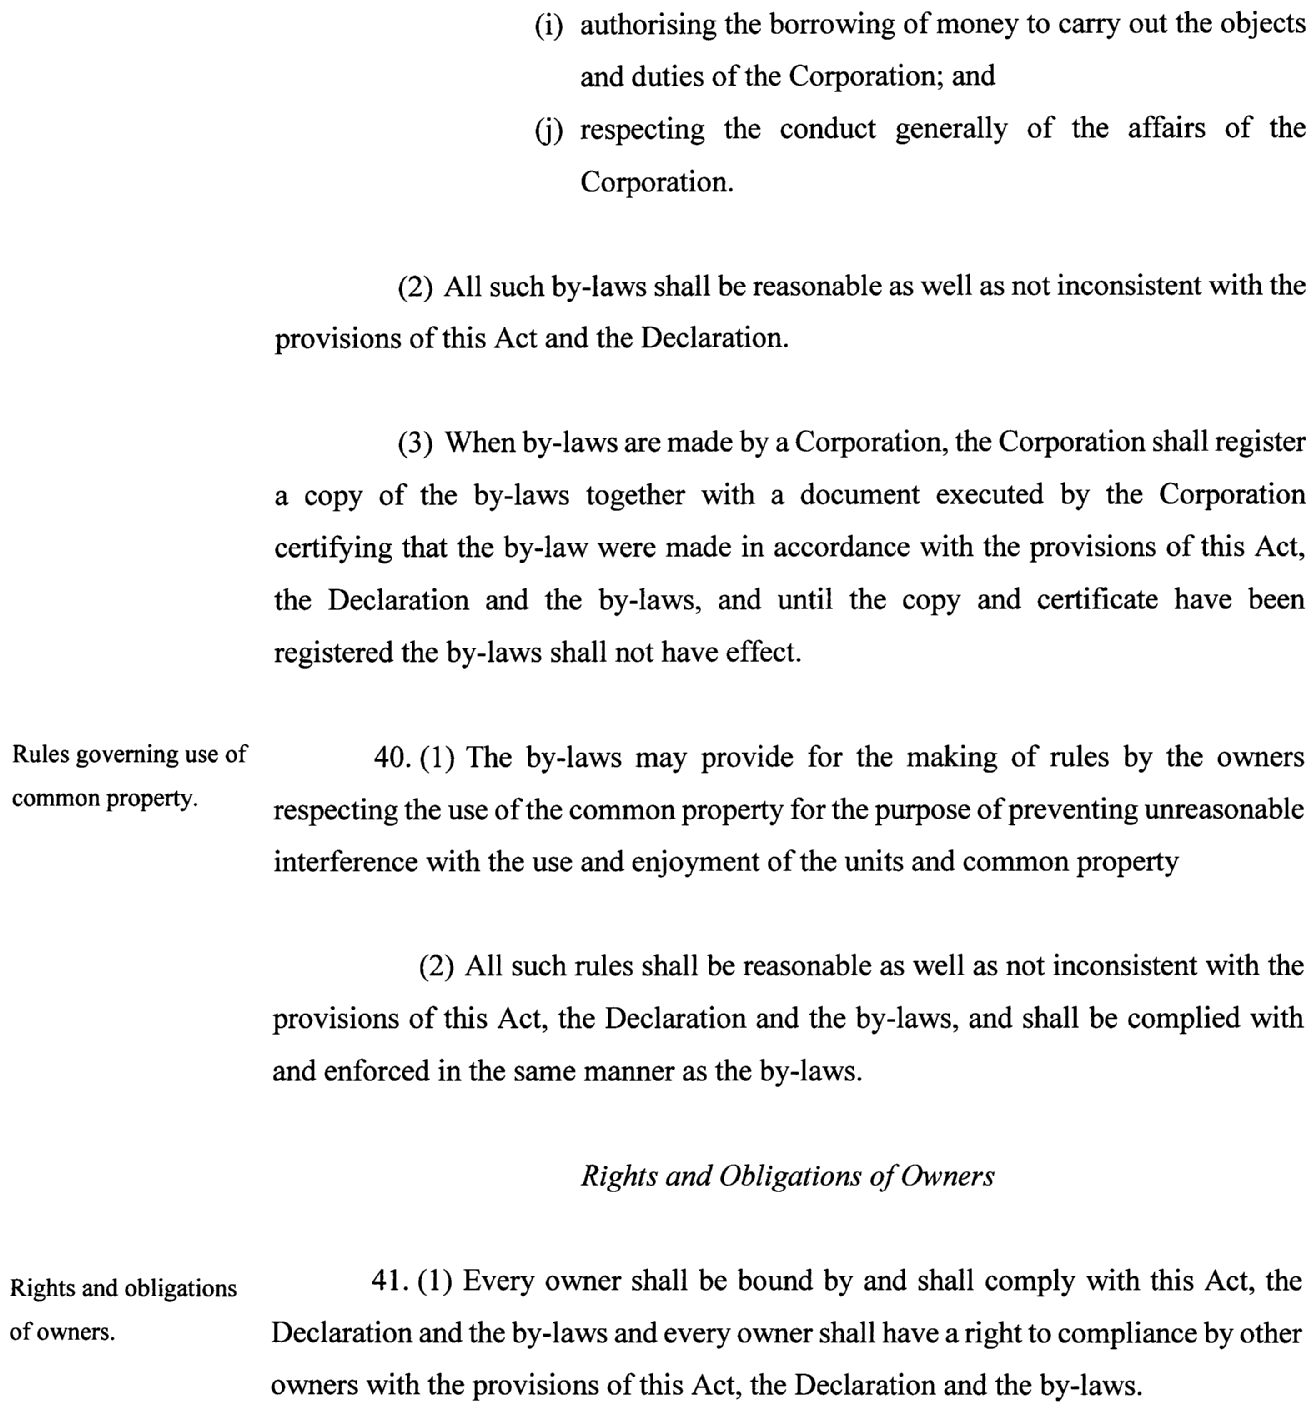 (i) authorising the borrowing of money to carry out the objects
and duties of the Corporation; and
(j) respecting the conduct generally of the affairs of the
Corporation.
(2) All such by-laws shall be reasonable as well as not inconsistent with the
provisions of this Act and the Declaration.
(3) When by-laws are made by a Corporation, the Corporation shall register
a copy of the by-laws together with a document executed by the Corporation
certifying that the by-law were made in accordance with the provisions of this Act,
the Declaration and the by-laws, and until the copy and certificate have been
registered the by-laws shall not have effect.
Rules governing use of
common property.
40. (1) The by-laws may provide for the making of rules by the owners
respecting the use of the common property for the purpose of preventing unreasonable
interference with the use and enjoyment of the units and common property
(2) All such rules shall be reasonable as well as not inconsistent with the
provisions of this Act, the Declaration and the by-laws, and shall be complied with
and enforced in the same manner as the by-laws.
Rights and Obligations of Owners
Rights and obligations
of owners.
41. (1) Every owner shall be bound by and shall comply with this Act, the
Declaration and the by-laws and every owner shall have a right to compliance by other
owners with the provisions of this Act, the Declaration and the by-laws.